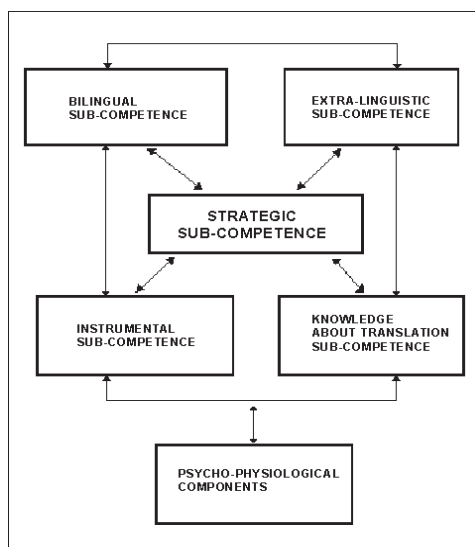 BILINGUAL
SUB-COMPETENCE
EXTRA-LINGUISTIC
SUB-COMPETENCE
STRATEGIC
SUB-COMPETENCE
INSTRUMENTAL
SUB-COMPETENCE
KNOWLEDGE
ABOUT TRANSLATION
SUB-COMPETENCE
PSYCHO-PHYSIOLOGICAL
COMPONENTS